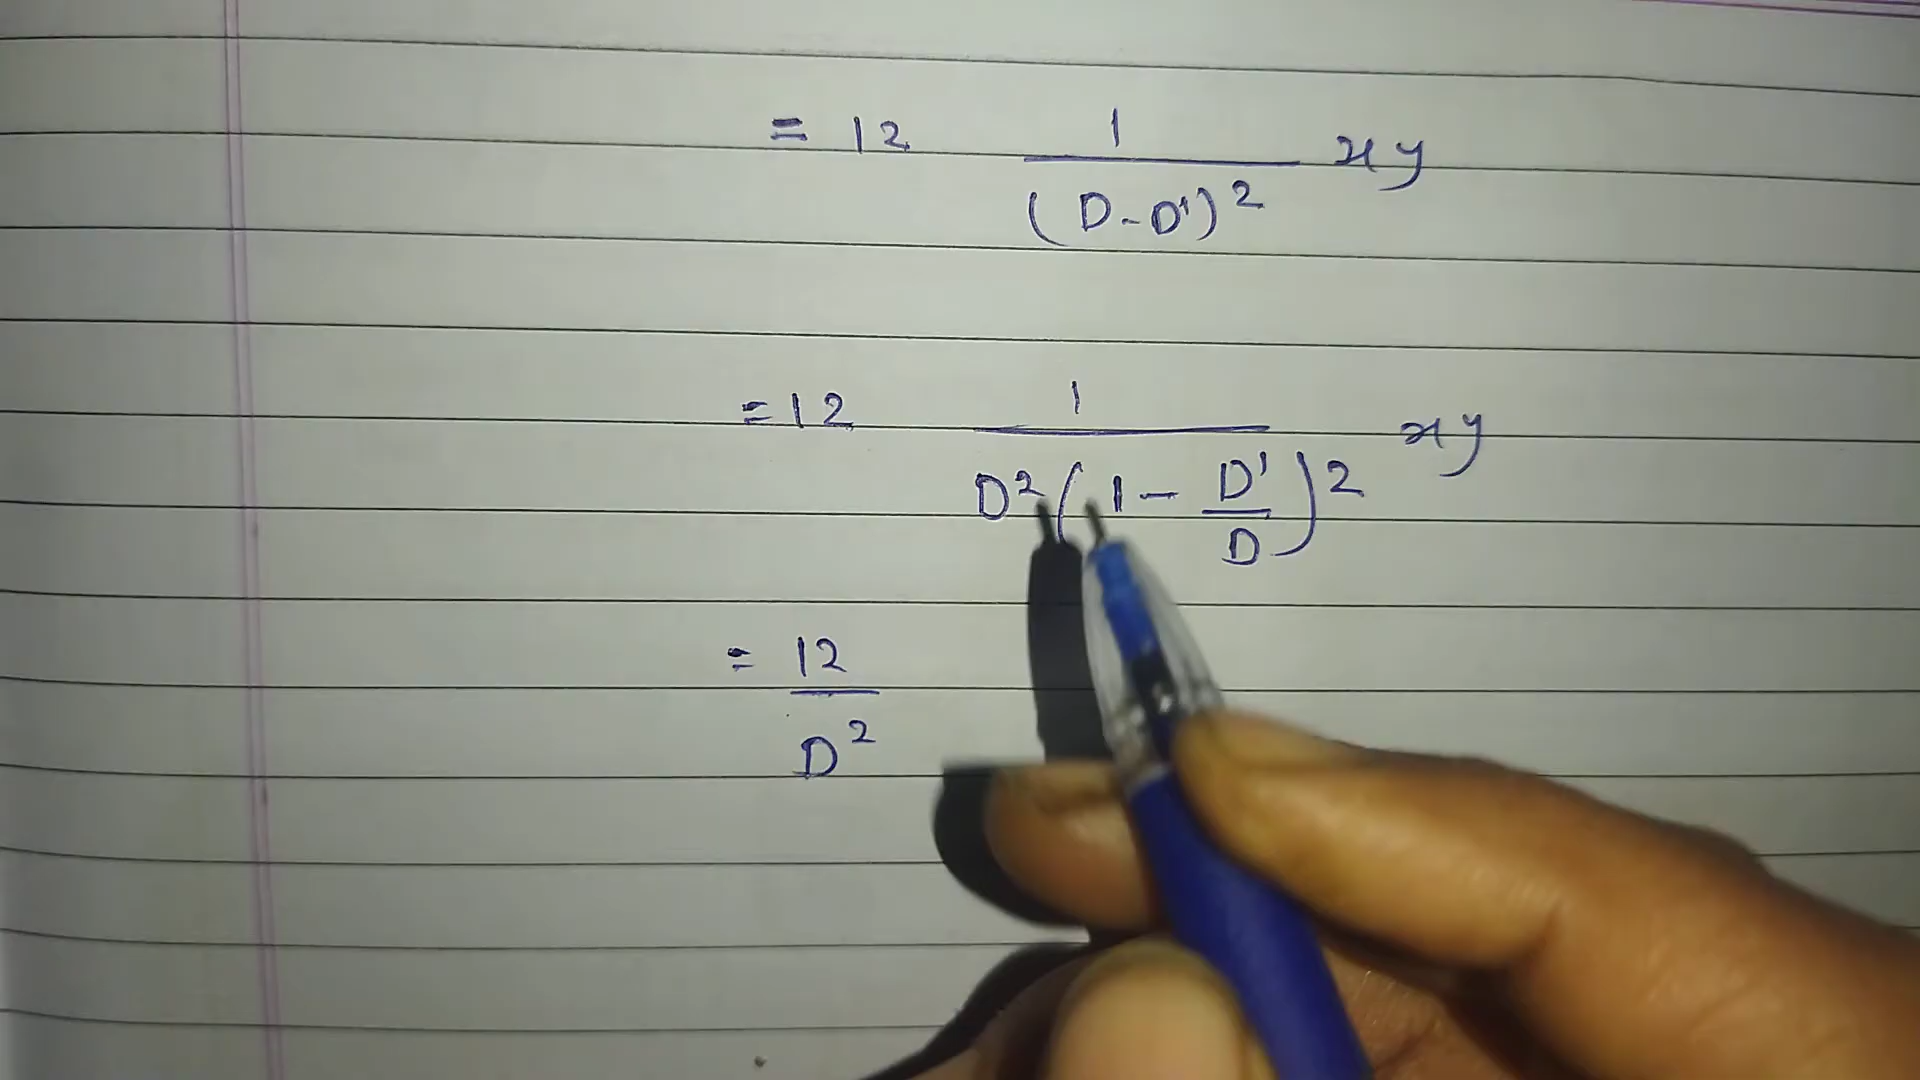 = 12 1/(D-D')² xy
= 12 1/D²(1 - D'/D)² xy
= 12/D²